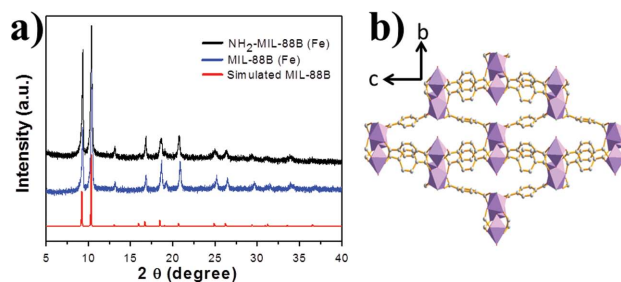 a)
NH₂-MIL-88B (Fe)
MIL-88B (Fe)
Simulated MIL-88B
Intensity (a.u.)
5 10 15 20 25 30 35 40
2 θ (degree)
b)
b
c